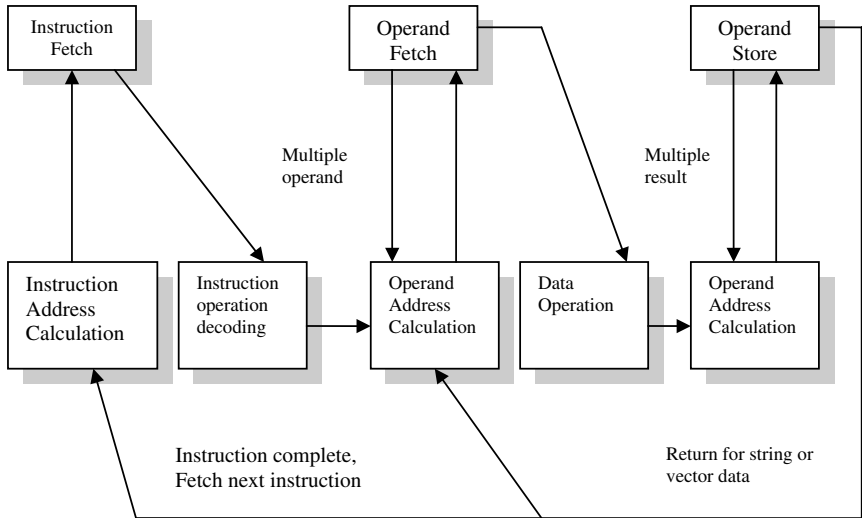 Instruction
Fetch
Operand
Fetch
Operand
Store
Multiple
operand
Multiple
result
Instruction
Address
Calculation
Instruction
operation
decoding
Operand
Address
Calculation
Data
Operation
Operand
Address
Calculation
Instruction complete,
Fetch next instruction
Return for string or
vector data